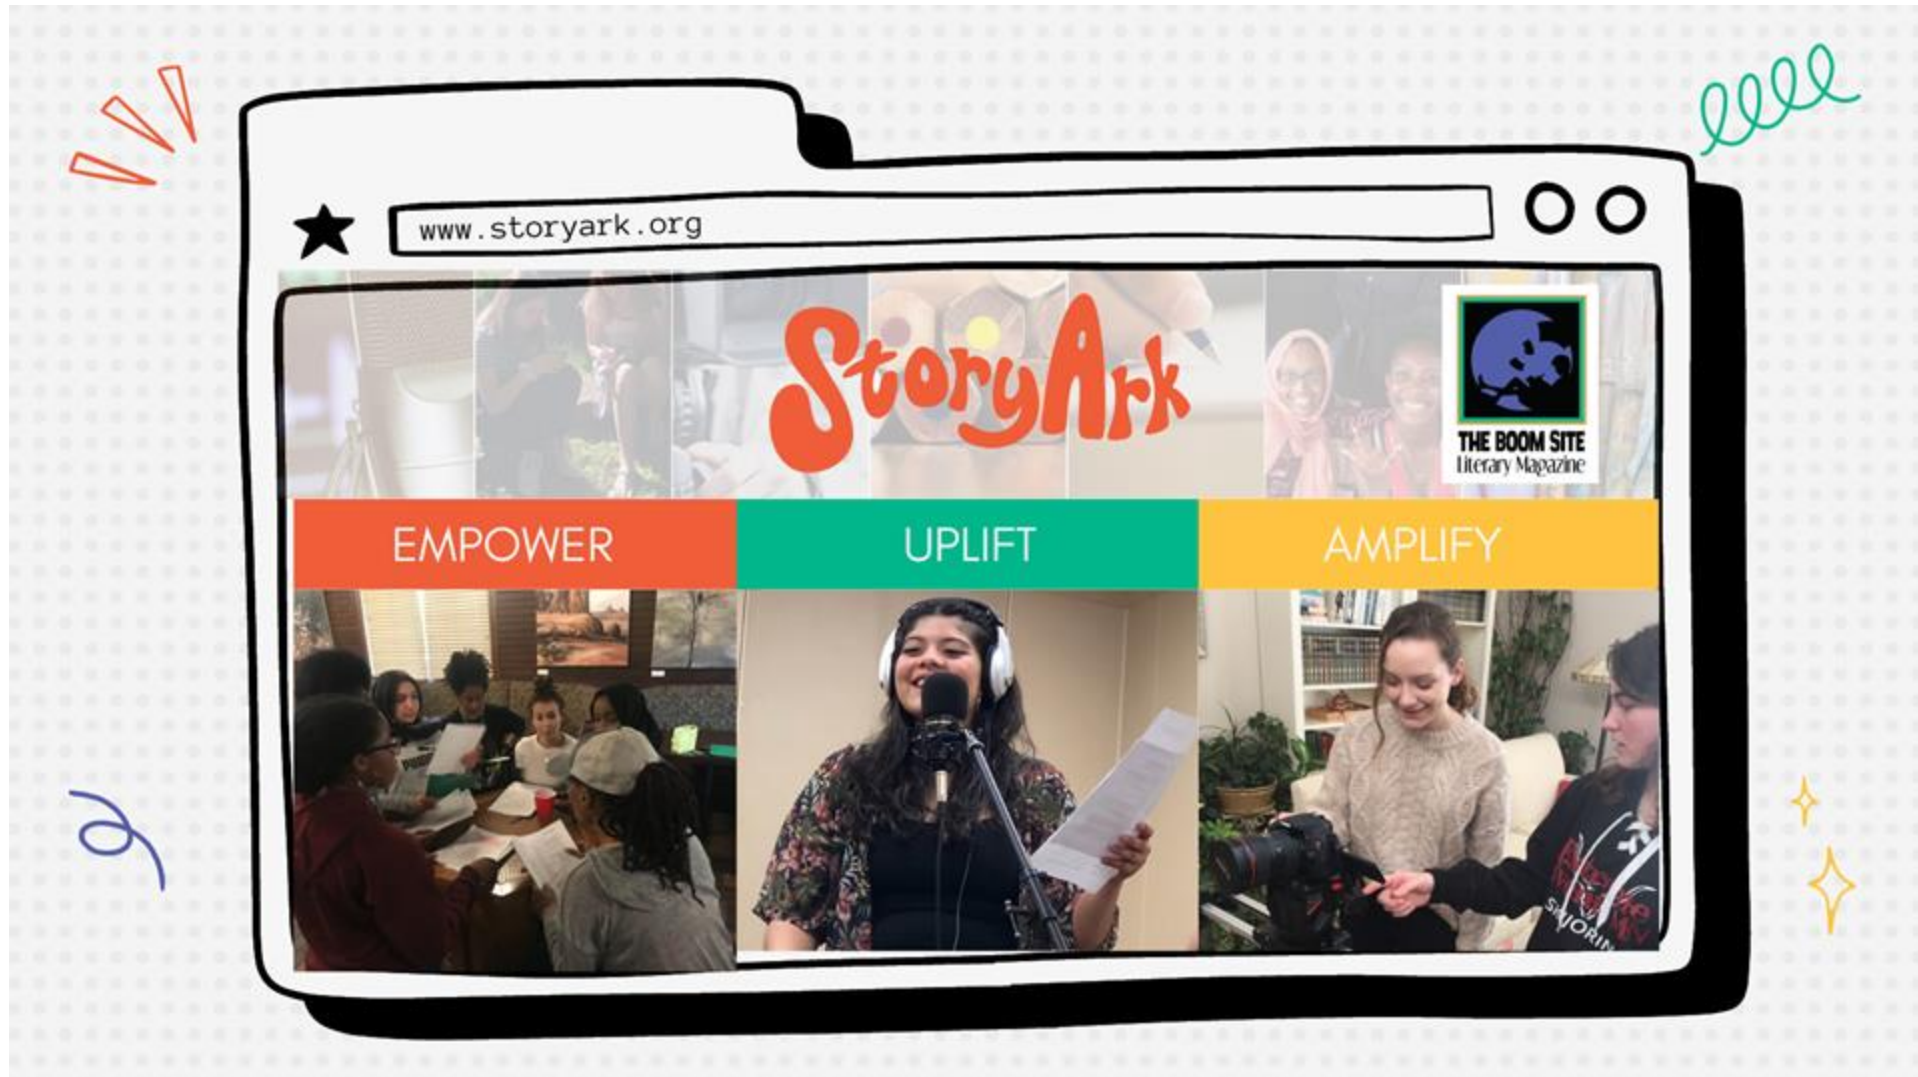 www.storyark.org
StoryArk
THE BOOM SITE
Literary Magazine
EMPOWER
UPLIFT
AMPLIFY